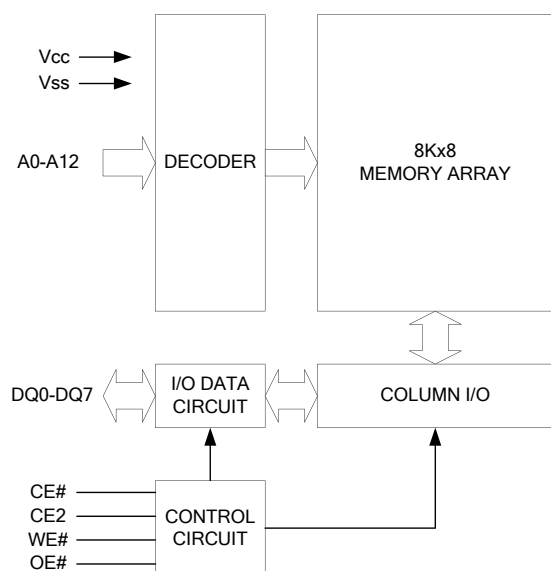 Vcc
Vss
A0-A12
DECODER
8Kx8
MEMORY ARRAY
DQ0-DQ7
I/O DATA
CIRCUIT
COLUMN I/O
CE#
CE2
WE#
OE#
CONTROL
CIRCUIT